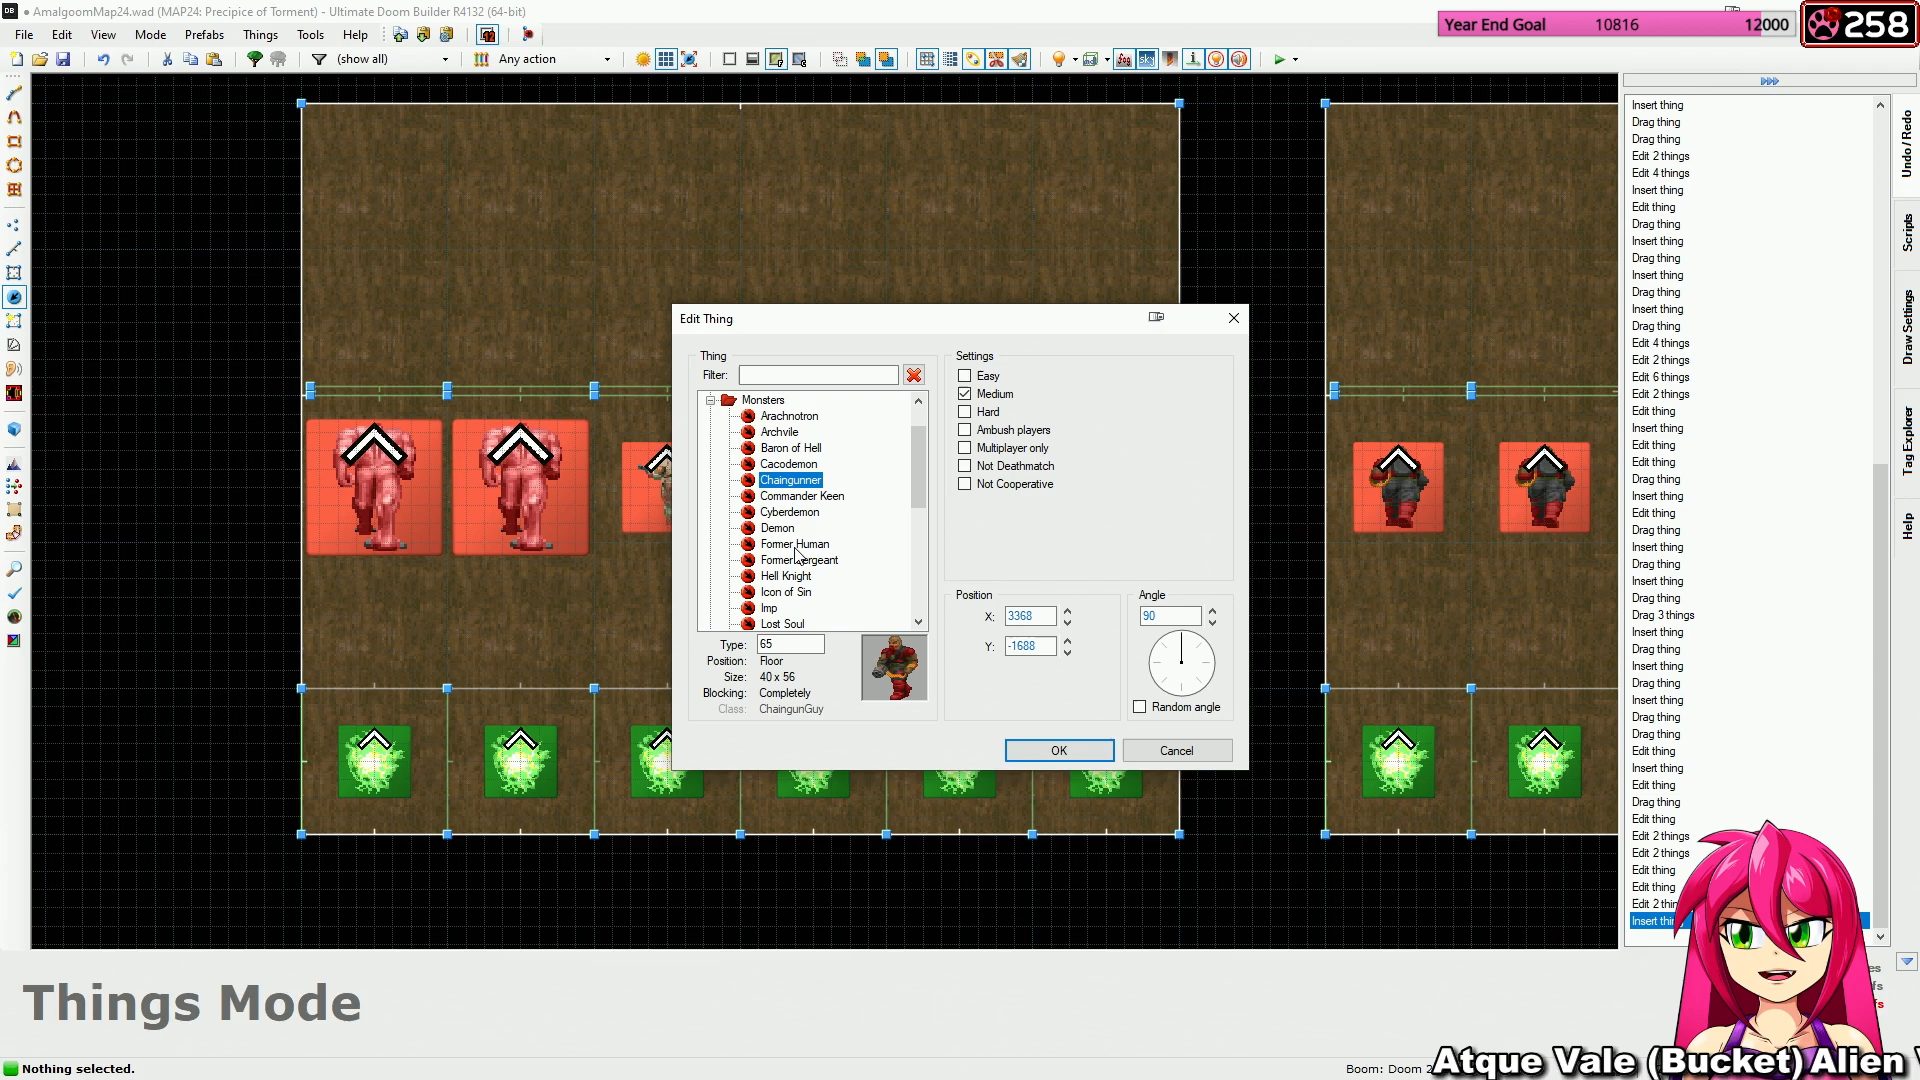 AmalgoomMap24.wad (MAP24: Precipice of Torment) - Ultimate Doom Builder R4132 (64-bit)
Year End Goal 10816 12000
258
File Edit View Mode Prefabs Things Tools Help
(show all)
Any action
fog
sky
Insert thing
Drag thing
Drag thing
Edit 2 things
Edit 4 things
Insert thing
Edit thing
Drag thing
Insert thing
Drag thing
Insert thing
Drag thing
Insert thing
Drag thing
Edit 4 things
Edit 2 things
Edit 6 things
Edit 2 things
Edit thing
Insert thing
Edit thing
Edit thing
Drag thing
Insert thing
Edit thing
Drag thing
Insert thing
Drag thing
Insert thing
Drag thing
Drag 3 things
Insert thing
Drag thing
Insert thing
Drag thing
Insert thing
Drag thing
Drag thing
Edit thing
Insert thing
Edit thing
Drag thing
Edit thing
Edit 2 things
Edit 2 things
Edit thing
Edit thing
Edit 2 thin
Insert thin
Undo / Redo
Scripts
Draw Settings
Tag Explorer
Help
Edit Thing
Thing
Filter:
Monsters
Arachnotron
Archvile
Baron of Hell
Cacodemon
Chaingunner
Commander Keen
Cyberdemon
Demon
Former Human
Former Sergeant
Hell Knight
Icon of Sin
Imp
Lost Soul
Type: 65
Position: Floor
Size: 40 x 56
Blocking: Completely
Class: ChaingunGuy
Settings
Easy
Medium
Hard
Ambush players
Multiplayer only
Not Deathmatch
Not Cooperative
Position
X: 3368
Y: -1688
Angle
90
Random angle
OK
Cancel
Things Mode
Nothing selected.
Boom: Doom 2
Atque Vale (Bucket) Alien